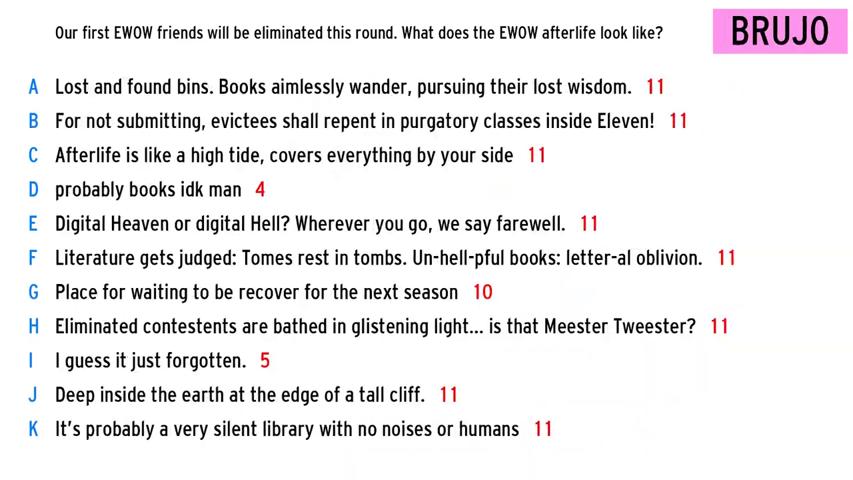 Our first EWOW friends will be eliminated this round. What does the EWOW afterlife look like?
BRUJO
A Lost and found bins. Books aimlessly wander, pursuing their lost wisdom. 11
B For not submitting, evictees shall repent in purgatory classes inside Eleven! 11
C Afterlife is like a high tide, covers everything by your side 11
D probably books idk man 4
E Digital Heaven or digital Hell? Wherever you go, we say farewell. 11
F Literature gets judged: Tomes rest in tombs. Un-hell-pful books: letter-al oblivion. 11
G Place for waiting to be recover for the next season 10
H Eliminated contestents are bathed in glistening light... is that Meester Tweester? 11
I I guess it just forgotten. 5
J Deep inside the earth at the edge of a tall cliff. 11
K It's probably a very silent library with no noises or humans 11